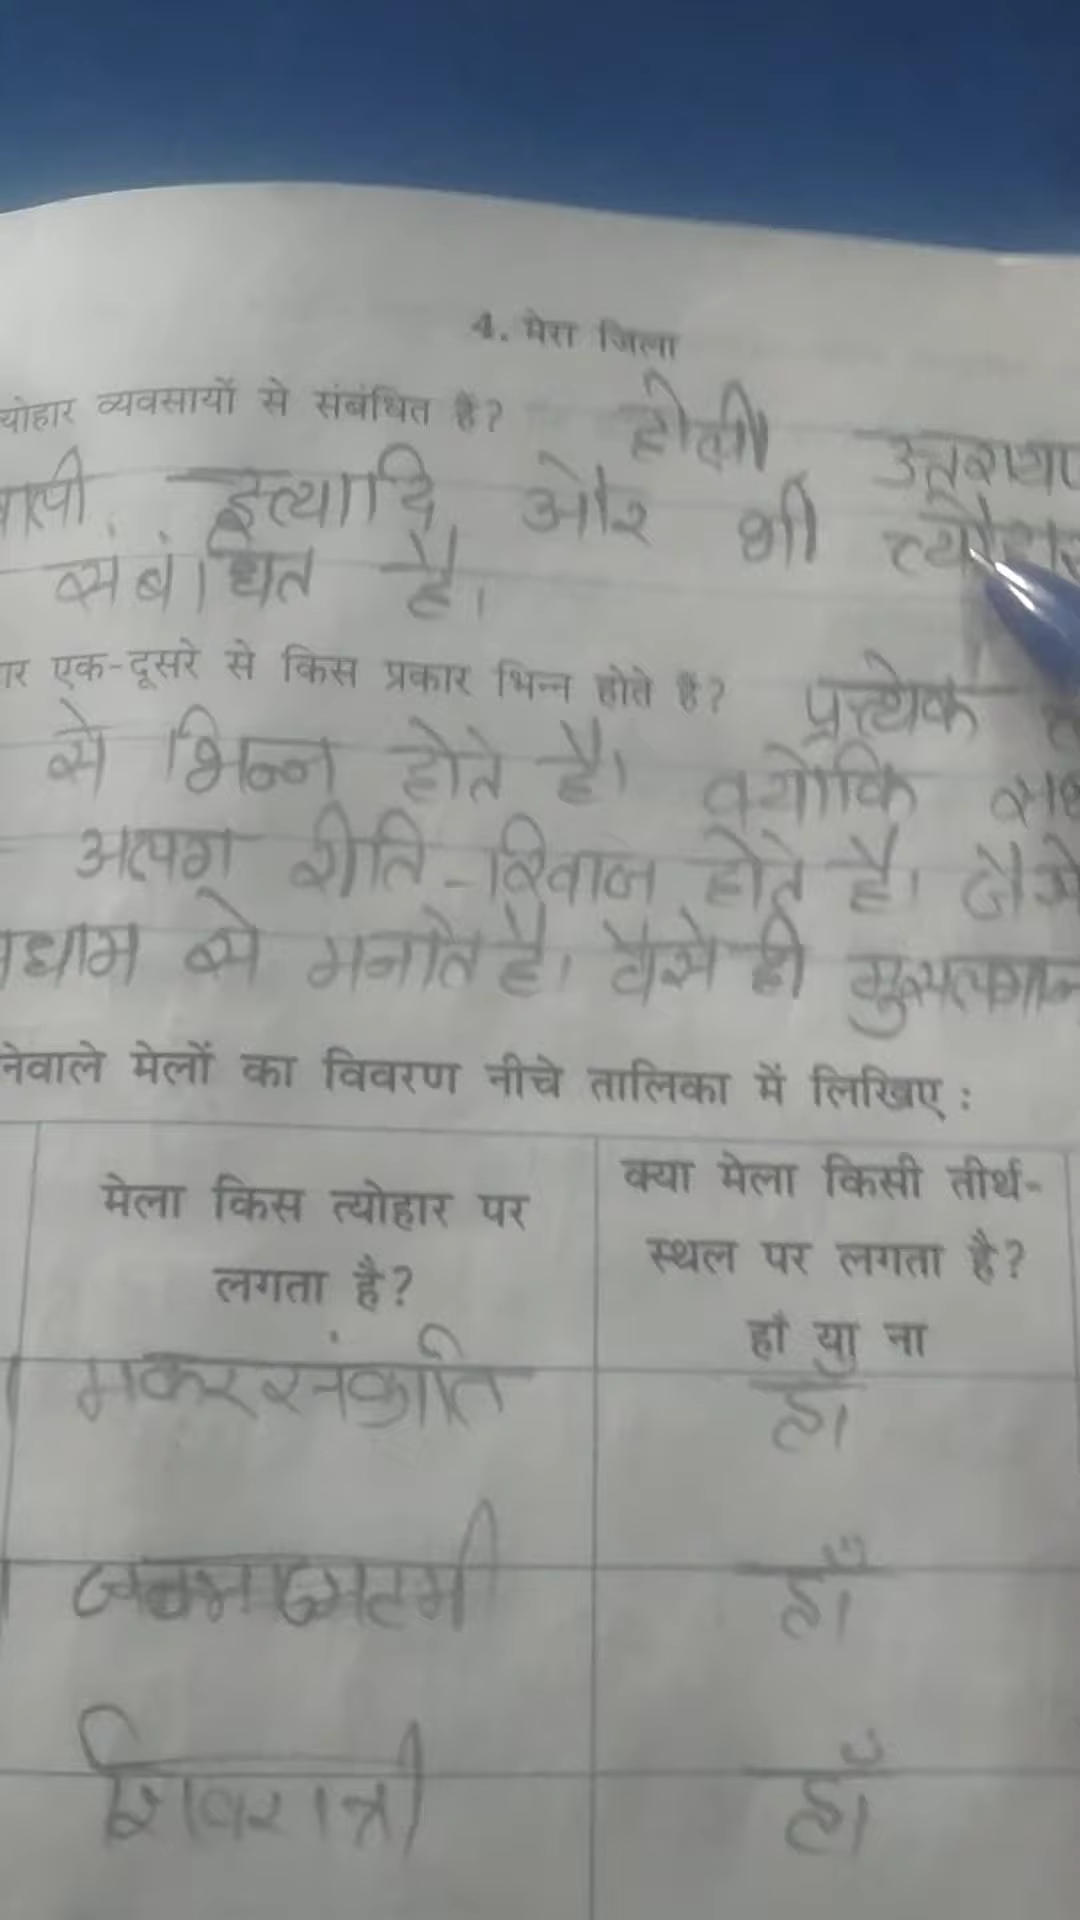 4. मेरा जिला
योहार व्यवसायों से संबंधित है? होली उत्तरायण
इत्यादि, और भी त्यौहार
संबंधित है।
एक-दूसरे से किस प्रकार भिन्न होते है? प्रत्येक
से भिन्न होते है। क्योकि
अलग रीति-रिवाज होते है। जैसे
धाम से मनाते है। वैसे ही मुसलमान
नेवाले मेलों का विवरण नीचे तालिका में लिखिए :
मेला किस त्योहार पर
लगता है?
क्या मेला किसी तीर्थ-
स्थल पर लगता है?
हाँ या ना
मकरसंक्राति
हा
हाँ
शिवरात्री
हाँ